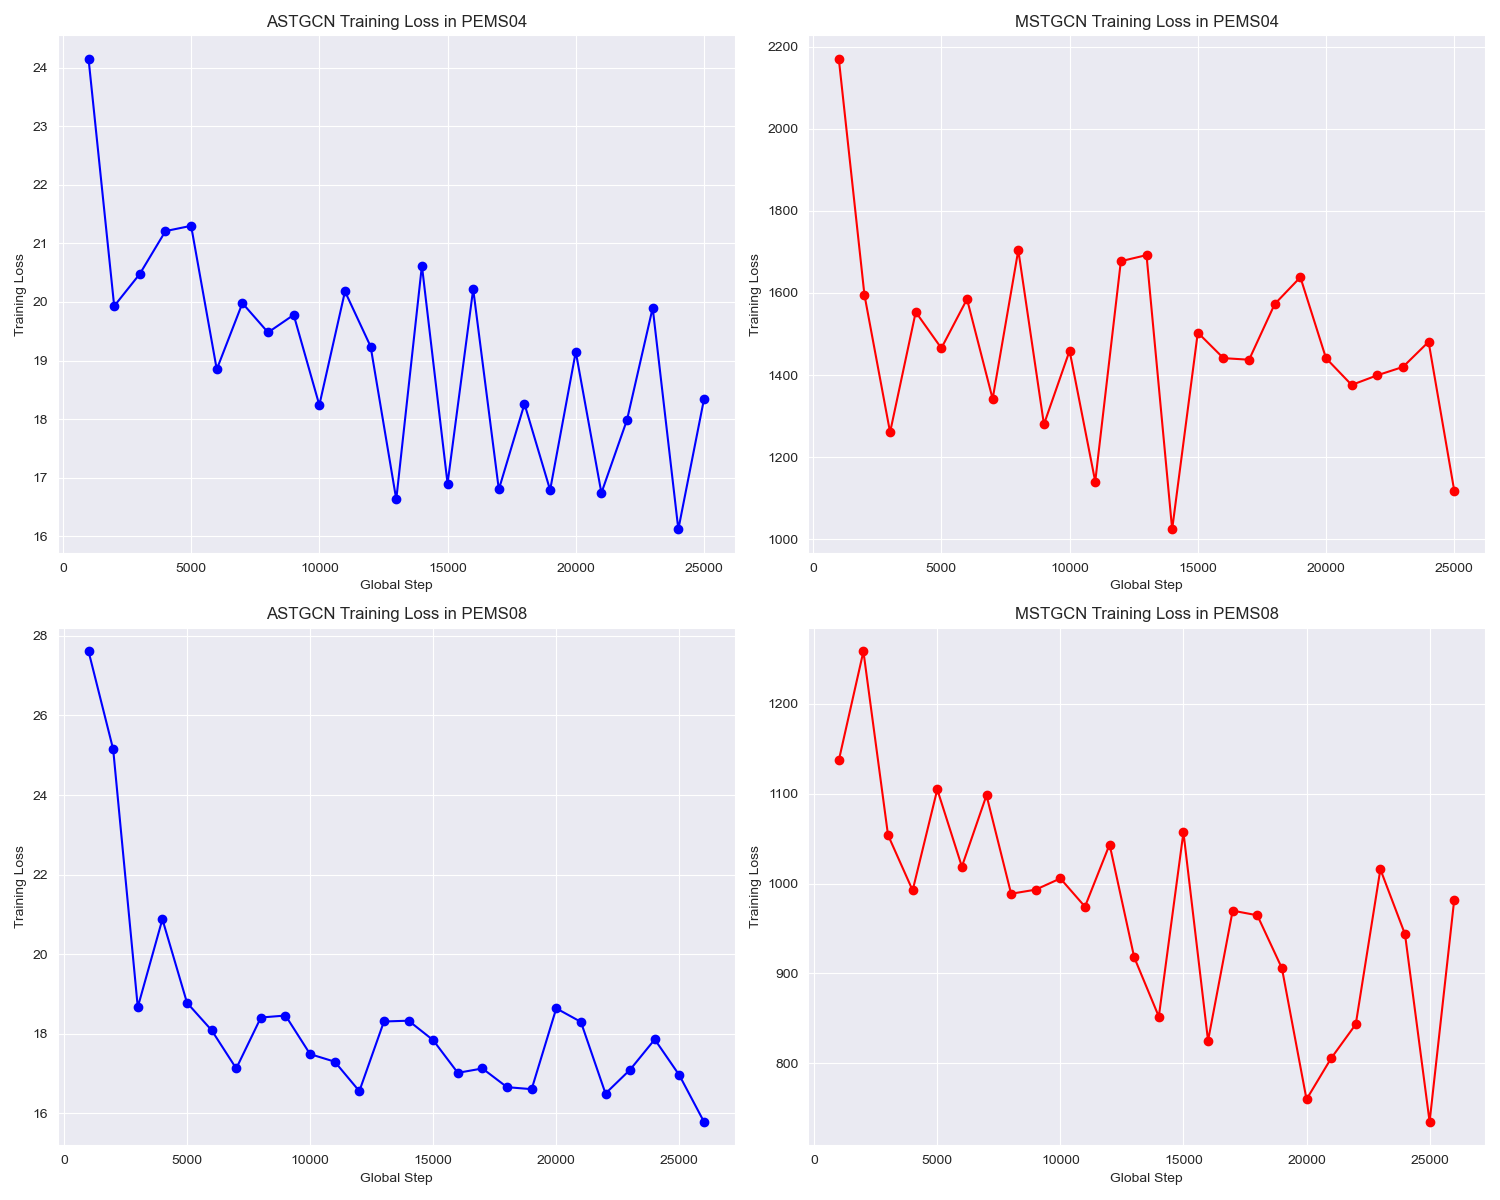 ASTGCN Training Loss in PEMS04
Training Loss
24
23
22
21
20
19
18
17
16
0 5000 10000 15000 20000 25000
Global Step
MSTGCN Training Loss in PEMS04
Training Loss
2200
2000
1800
1600
1400
1200
1000
0 5000 10000 15000 20000 25000
Global Step
ASTGCN Training Loss in PEMS08
Training Loss
28
26
24
22
20
18
16
0 5000 10000 15000 20000 25000
Global Step
MSTGCN Training Loss in PEMS08
Training Loss
1200
1100
1000
900
800
0 5000 10000 15000 20000 25000
Global Step